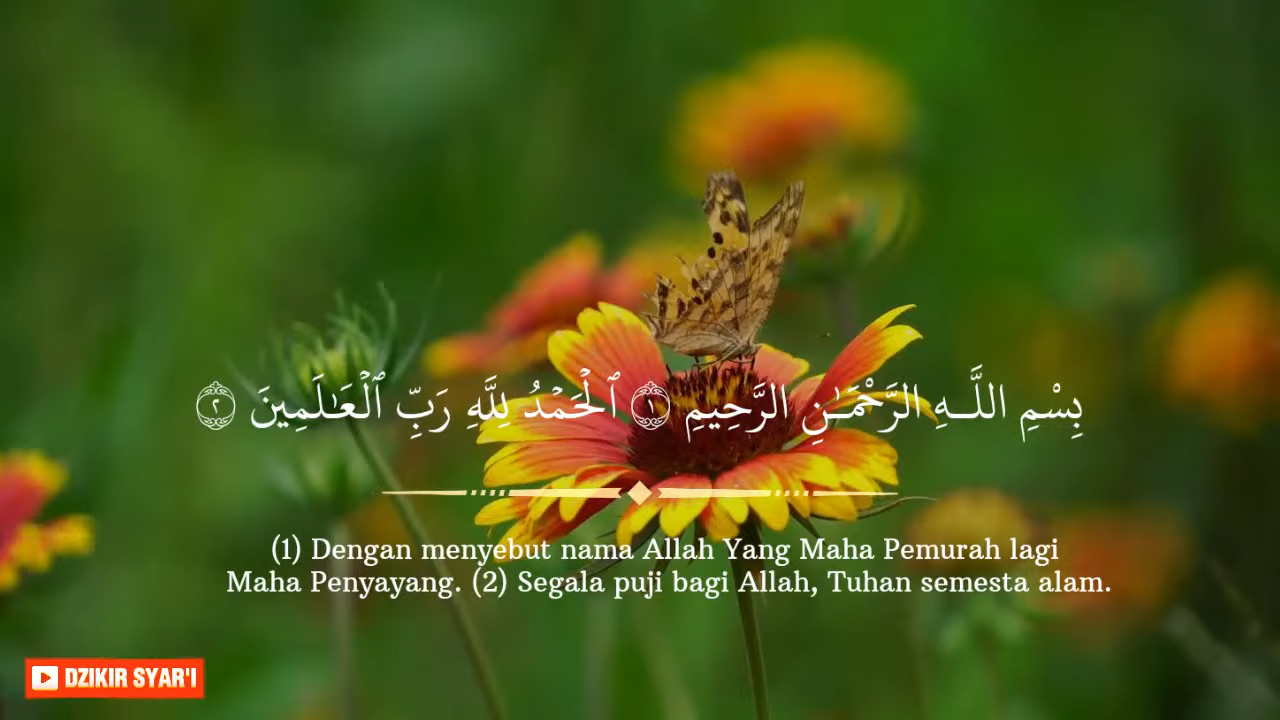 بِسْمِ اللَّـهِ الرَّحْمَـٰنِ الرَّحِيمِ ۝١ ٱلْحَمْدُ لِلَّهِ رَبِّ ٱلْعَـٰلَمِينَ ۝٢
(1) Dengan menyebut nama Allah Yang Maha Pemurah lagi
Maha Penyayang. (2) Segala puji bagi Allah, Tuhan semesta alam.
DZIKIR SYAR'I